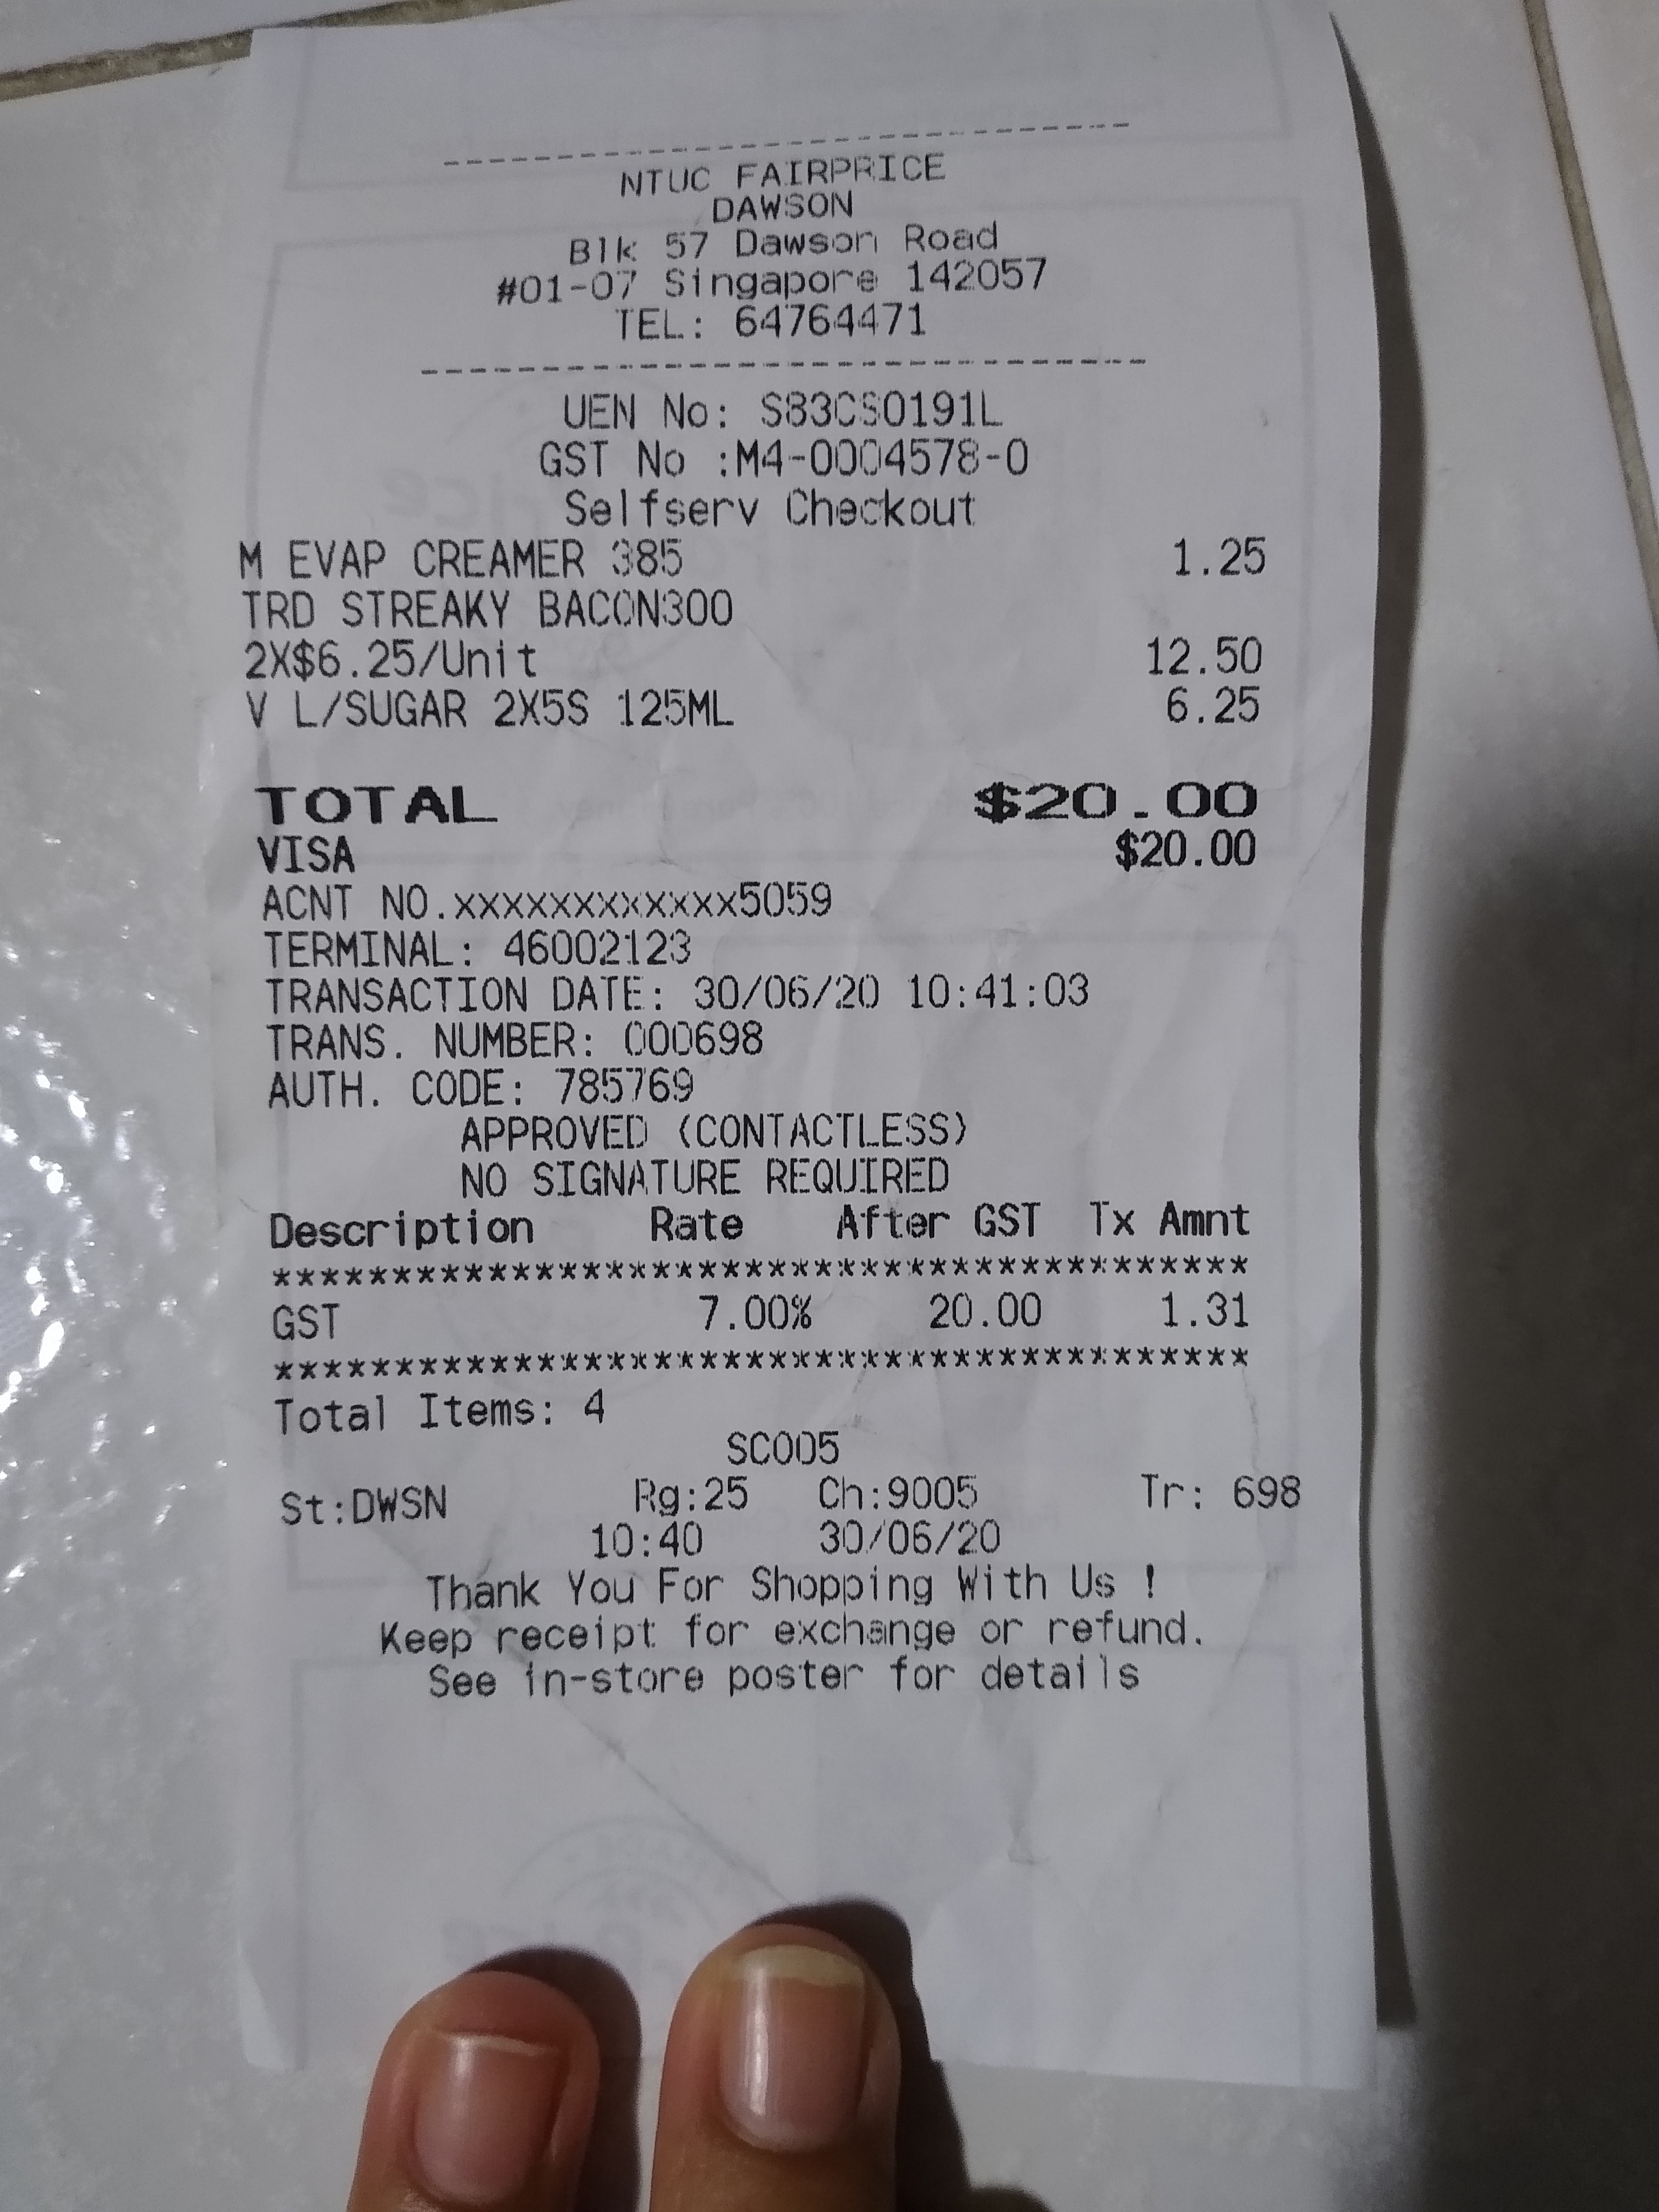 NTUC FAIRPRICE
DAWSON
Blk 57 Dawson Road
#01-07 Singapore 142057
TEL: 64764471
UEN No: S83CS0191L
GST No :M4-0004578-0
Selfserv Checkout
M EVAP CREAMER 385 1.25
TRD STREAKY BACON300
2X$6.25/Unit 12.50
V L/SUGAR 2X5S 125ML 6.25
TOTAL $20.00
VISA $20.00
ACNT NO.xxxxxxxxxxxx5059
TERMINAL: 46002123
TRANSACTION DATE: 30/06/20 10:41:03
TRANS. NUMBER: 000698
AUTH. CODE: 785769
APPROVED (CONTACTLESS)
NO SIGNATURE REQUIRED
Description Rate After GST Tx Amnt
*****************************************
GST 7.00% 20.00 1.31
*****************************************
Total Items: 4
SC005
St:DWSN Rg:25 Ch:9005 Tr: 698
10:40 30/06/20
Thank You For Shopping With Us !
Keep receipt for exchange or refund.
See in-store poster for details